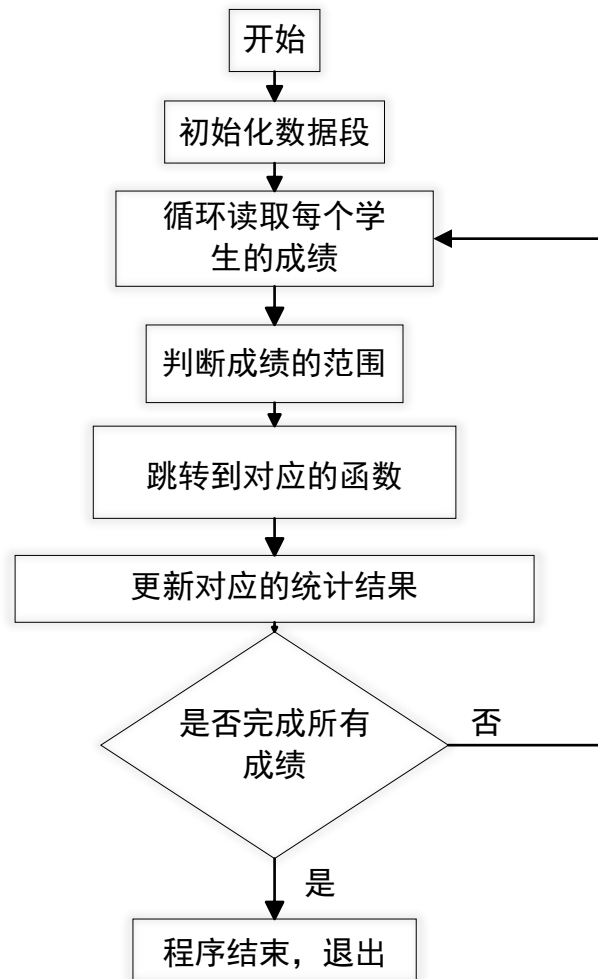 开始
初始化数据段
循环读取每个学
生的成绩
判断成绩的范围
跳转到对应的函数
更新对应的统计结果
是否完成所有
成绩
否
是
程序结束，退出